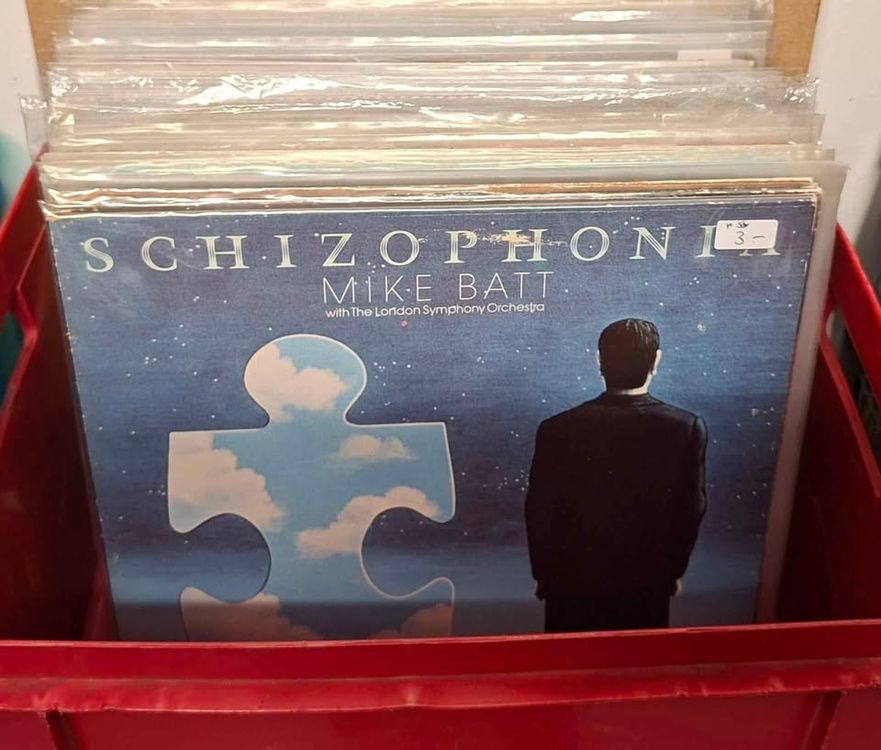 SCHIZOPHONIA
MIKE BATT
with The London Symphony Orchestra
3 –